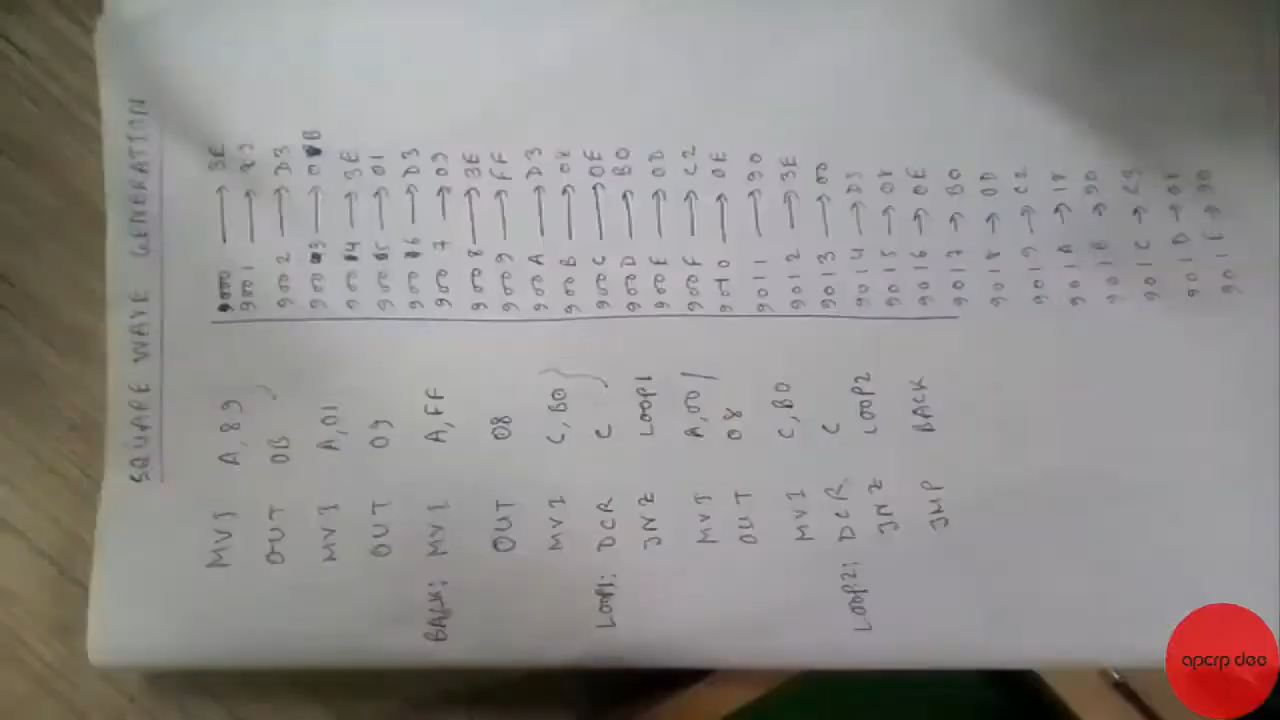 SQUARE WAVE GENERATION
MVI A, 89
OUT 0B
MVI A, 01
OUT 09
BACK: MVI A, FF
OUT 08
MVI C, B0
LOOP1: DCR C
JNZ LOOP1
MVI A, 00
OUT 08
MVI C, B0
LOOP2: DCR C
JNZ LOOP2
JMP BACK
9000 → 3E
9001 → 89
9002 → D3
9003 → 0B
9004 → 3E
9005 → 01
9006 → D3
9007 → 09
9008 → 3E
9009 → FF
900A → D3
900B → 08
900C → 0E
900D → B0
900E → 0D
900F → C2
9010 → 0E
9011 → 90
9012 → 3E
9013 → 00
9014 → D3
9015 → 08
9016 → 0E
9017 → B0
9018 → 0D
9019 → C2
901A → 18
901B → 90
901C → C3
901D → 08
901E → 90
apcrp dee